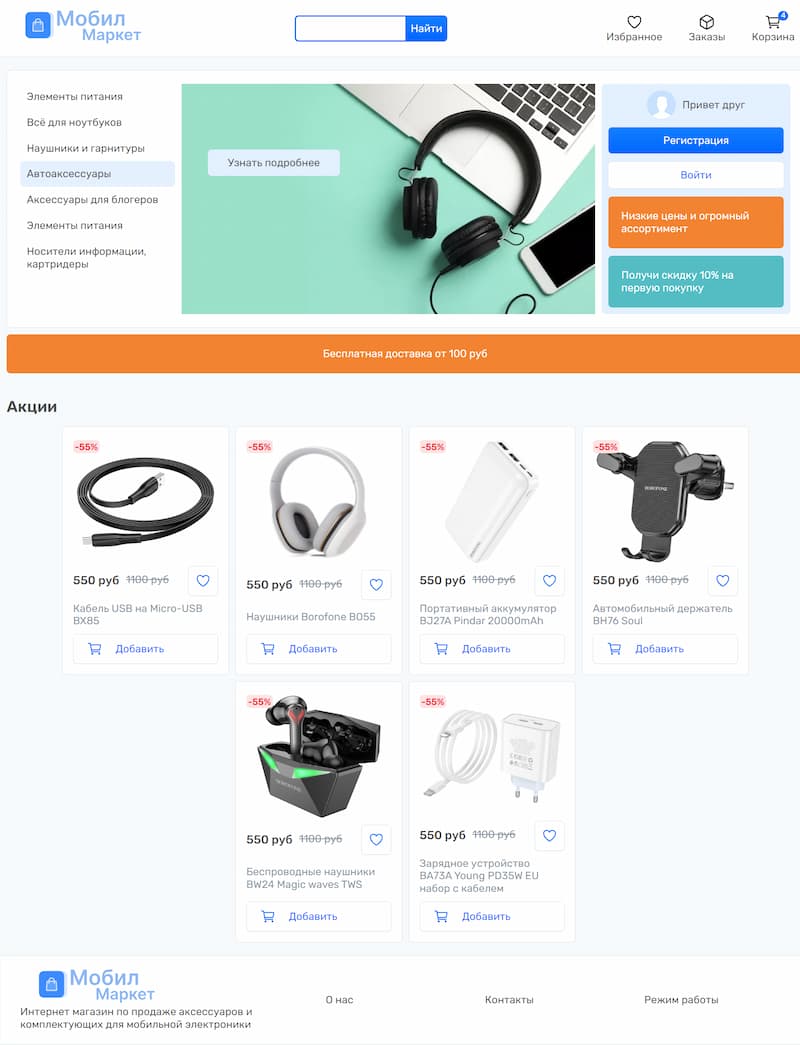 Мобил
Маркет
Найти
Избранное
Заказы
4
Корзина
Элементы питания
Всё для ноутбуков
Наушники и гарнитуры
Автоаксессуары
Аксессуары для блогеров
Элементы питания
Носители информации,
картридеры
Узнать подробнее
Привет друг
Регистрация
Войти
Низкие цены и огромный
ассортимент
Получи скидку 10% на
первую покупку
Бесплатная доставка от 100 руб
Акции
-55%
550 руб 1100 руб
Кабель USB на Micro-USB
BX85
Добавить
-55%
550 руб 1100 руб
Наушники Borofone BO55
Добавить
-55%
550 руб 1100 руб
Портативный аккумулятор
BJ27A Pindar 20000mAh
Добавить
-55%
BOROFONE
550 руб 1100 руб
Автомобильный держатель
BH76 Soul
Добавить
-55%
BOROFONE
550 руб 1100 руб
Беспроводные наушники
BW24 Magic waves TWS
Добавить
-55%
550 руб 1100 руб
Зарядное устройство
BA73A Young PD35W EU
набор с кабелем
Добавить
Мобил
Маркет
Интернет магазин по продаже аксессуаров и
комплектующих для мобильной электроники
О нас
Контакты
Режим работы